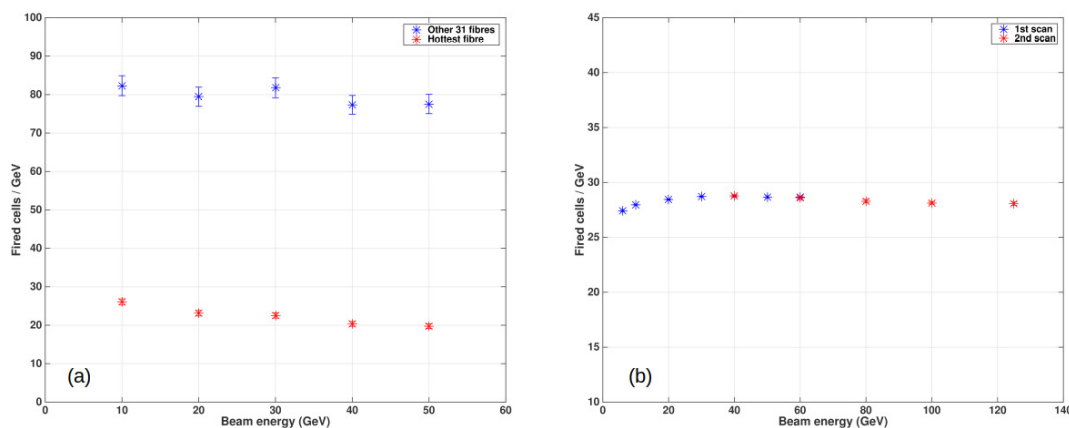 100
90
80
70
60
50
40
30
20
10
0
Fired cells / GeV
Other 31 fibres
Hottest fibre
(a)
0 10 20 30 40 50 60
Beam energy (GeV)
45
40
35
30
25
20
15
10
Fired cells / GeV
1st scan
2nd scan
(b)
0 20 40 60 80 100 120 140
Beam energy (GeV)